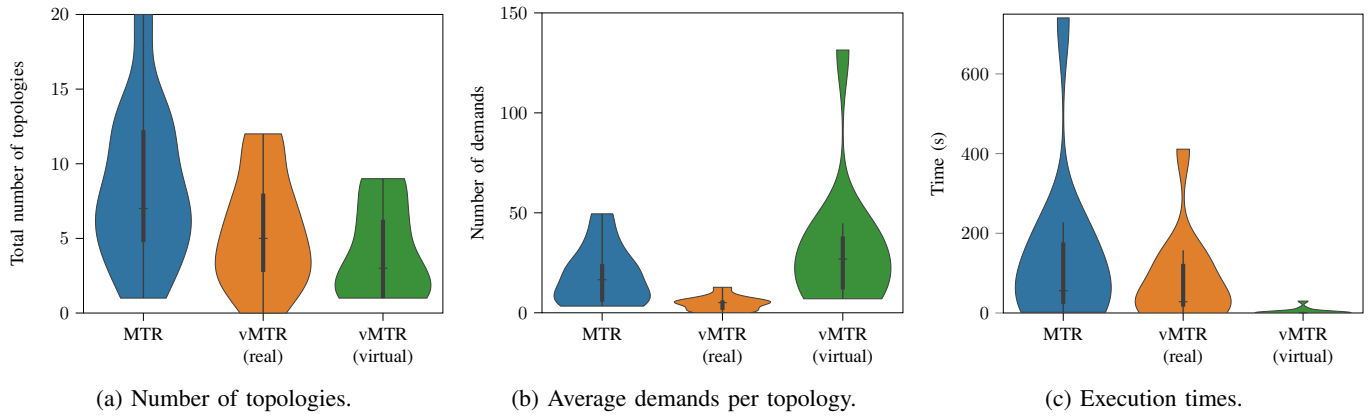 Total number of topologies
20
15
10
5
0
MTR
vMTR
(real)
vMTR
(virtual)
(a) Number of topologies.
Number of demands
150
100
50
0
MTR
vMTR
(real)
vMTR
(virtual)
(b) Average demands per topology.
Time (s)
600
400
200
0
MTR
vMTR
(real)
vMTR
(virtual)
(c) Execution times.